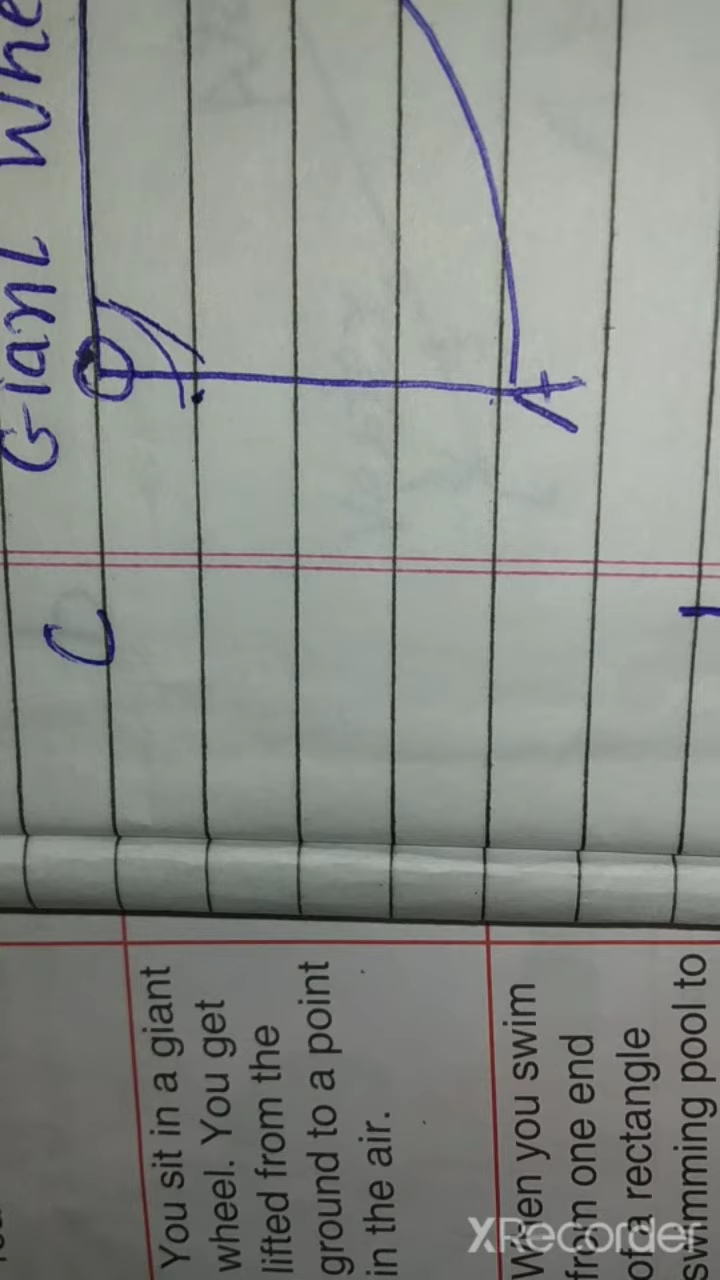 Giant Whe
O
A
C
You sit in a giant
wheel. You get
lifted from the
ground to a point
in the air.
When you swim
from one end
of a rectangle
swimming pool to
XRecorder